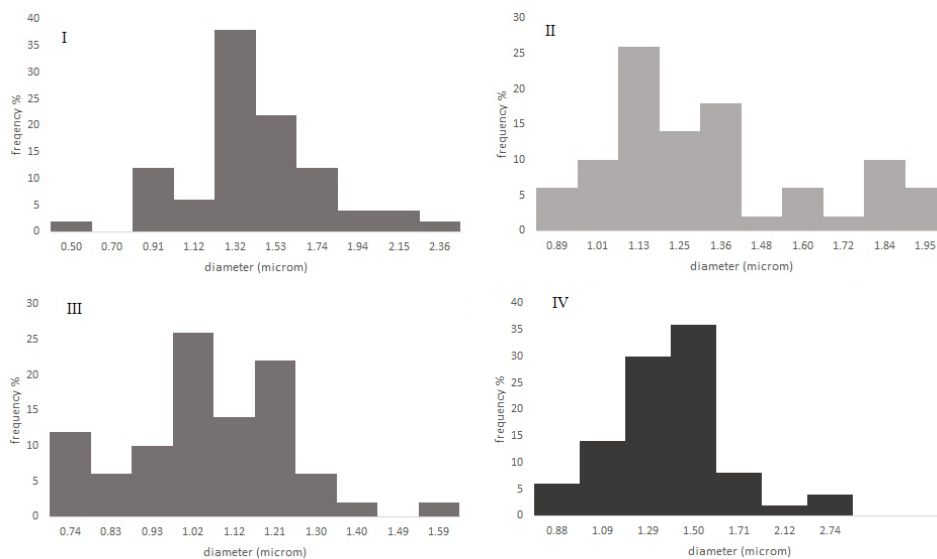 I
freqency %
40
35
30
25
20
15
10
5
0
0.50 0.70 0.91 1.12 1.32 1.53 1.74 1.94 2.15 2.36
diameter (microm)
II
frequency %
30
25
20
15
10
5
0
0.89 1.01 1.13 1.25 1.36 1.48 1.60 1.72 1.84 1.95
diameter (microm)
III
frequency %
30
25
20
15
10
5
0
0.74 0.83 0.93 1.02 1.12 1.21 1.30 1.40 1.49 1.59
diameter (microm)
IV
frequency %
40
35
30
25
20
15
10
5
0
0.88 1.09 1.29 1.50 1.71 2.12 2.74
diameter (microm)